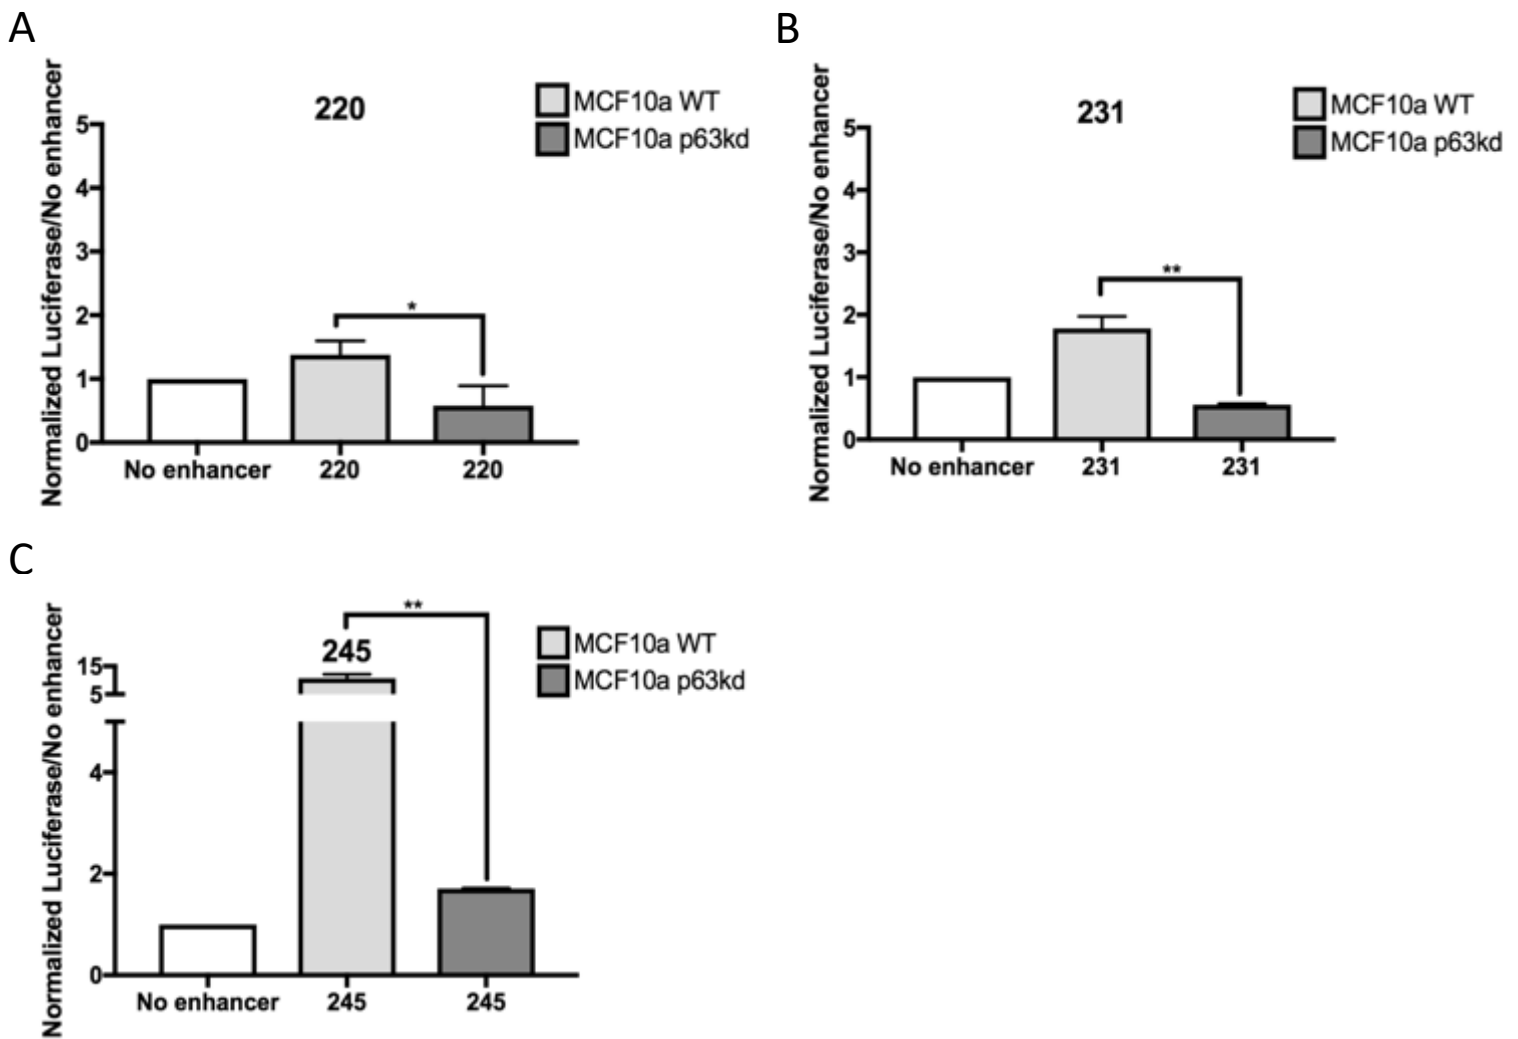 A
220
MCF10a WT
MCF10a p63kd
Normalized Luciferase/No enhancer
5
4
3
2
1
0
*
No enhancer 220 220
B
231
MCF10a WT
MCF10a p63kd
Normalized Luciferase/No enhancer
5
4
3
2
1
0
**
No enhancer 231 231
C
245
MCF10a WT
MCF10a p63kd
Normalized Luciferase/No enhancer
15
5
4
2
0
**
No enhancer 245 245